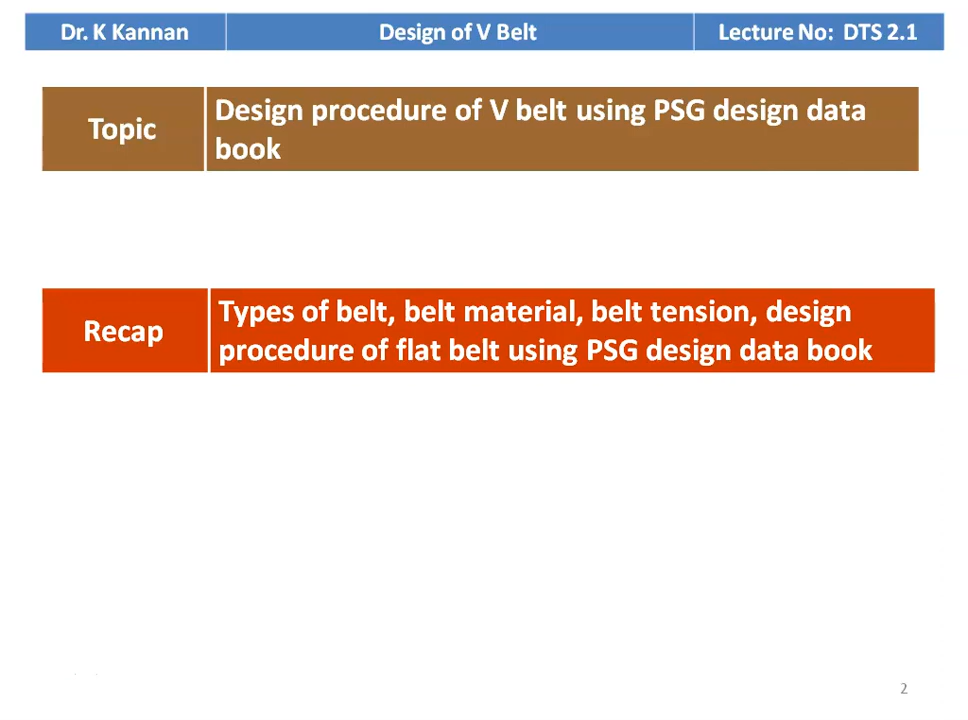 Dr. K Kannan
Design of V Belt
Lecture No: DTS 2.1
Topic
Design procedure of V belt using PSG design data
book
Recap
Types of belt, belt material, belt tension, design
procedure of flat belt using PSG design data book
2